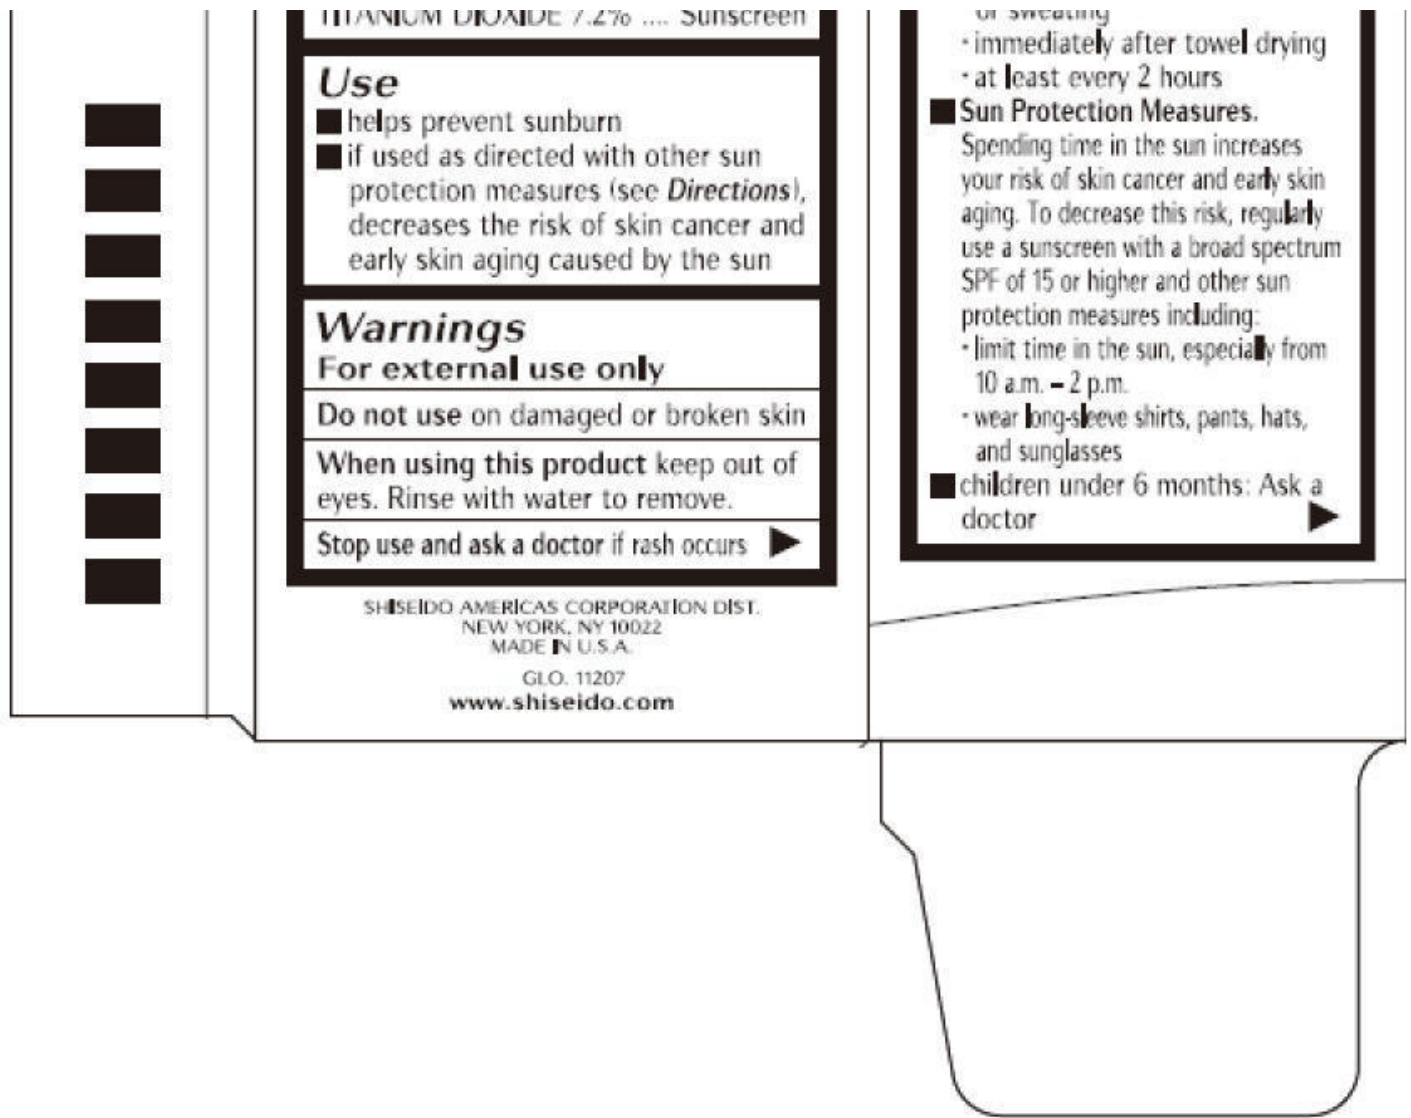 TITANIUM DIOXIDE 7.2% .... Sunscreen
Use
■ helps prevent sunburn
■ if used as directed with other sun
protection measures (see Directions),
decreases the risk of skin cancer and
early skin aging caused by the sun
Warnings
For external use only
Do not use on damaged or broken skin
When using this product keep out of
eyes. Rinse with water to remove.
Stop use and ask a doctor if rash occurs ▶
SHISEIDO AMERICAS CORPORATION DIST.
NEW YORK, NY 10022
MADE IN U.S.A.
GLO. 11207
www.shiseido.com
or sweating
· immediately after towel drying
· at least every 2 hours
■ Sun Protection Measures.
Spending time in the sun increases
your risk of skin cancer and early skin
aging. To decrease this risk, regularly
use a sunscreen with a broad spectrum
SPF of 15 or higher and other sun
protection measures including:
· limit time in the sun, especially from
10 a.m. – 2 p.m.
· wear long-sleeve shirts, pants, hats,
and sunglasses
■ children under 6 months: Ask a
doctor ▶